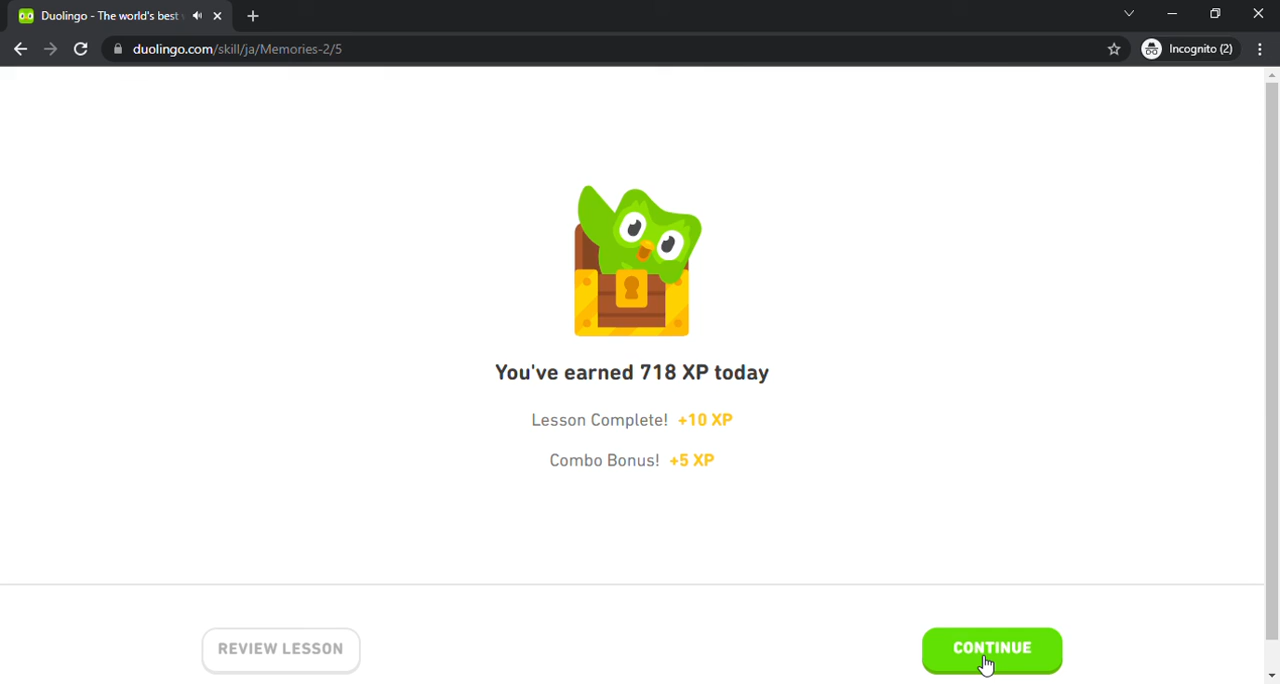 Duolingo - The world's best
duolingo.com/skill/ja/Memories-2/5
Incognito (2)
You've earned 718 XP today
Lesson Complete! +10 XP
Combo Bonus! +5 XP
REVIEW LESSON
CONTINUE